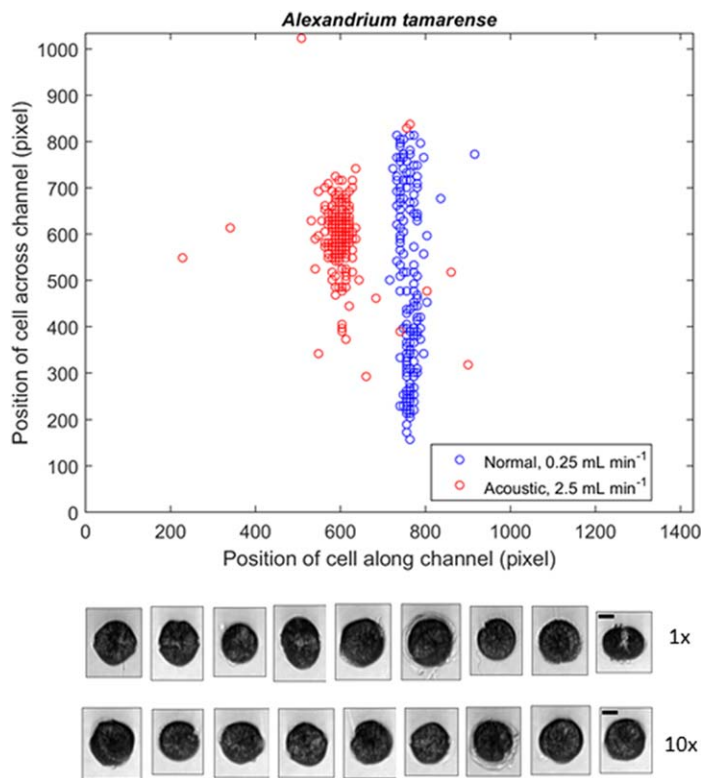 Alexandrium tamarense
1000
900
800
700
600
500
400
300
200
100
0
Position of cell across channel (pixel)
Normal, 0.25 mL min⁻¹
Acoustic, 2.5 mL min⁻¹
0 200 400 600 800 1000 1200 1400
Position of cell along channel (pixel)
1x
10x